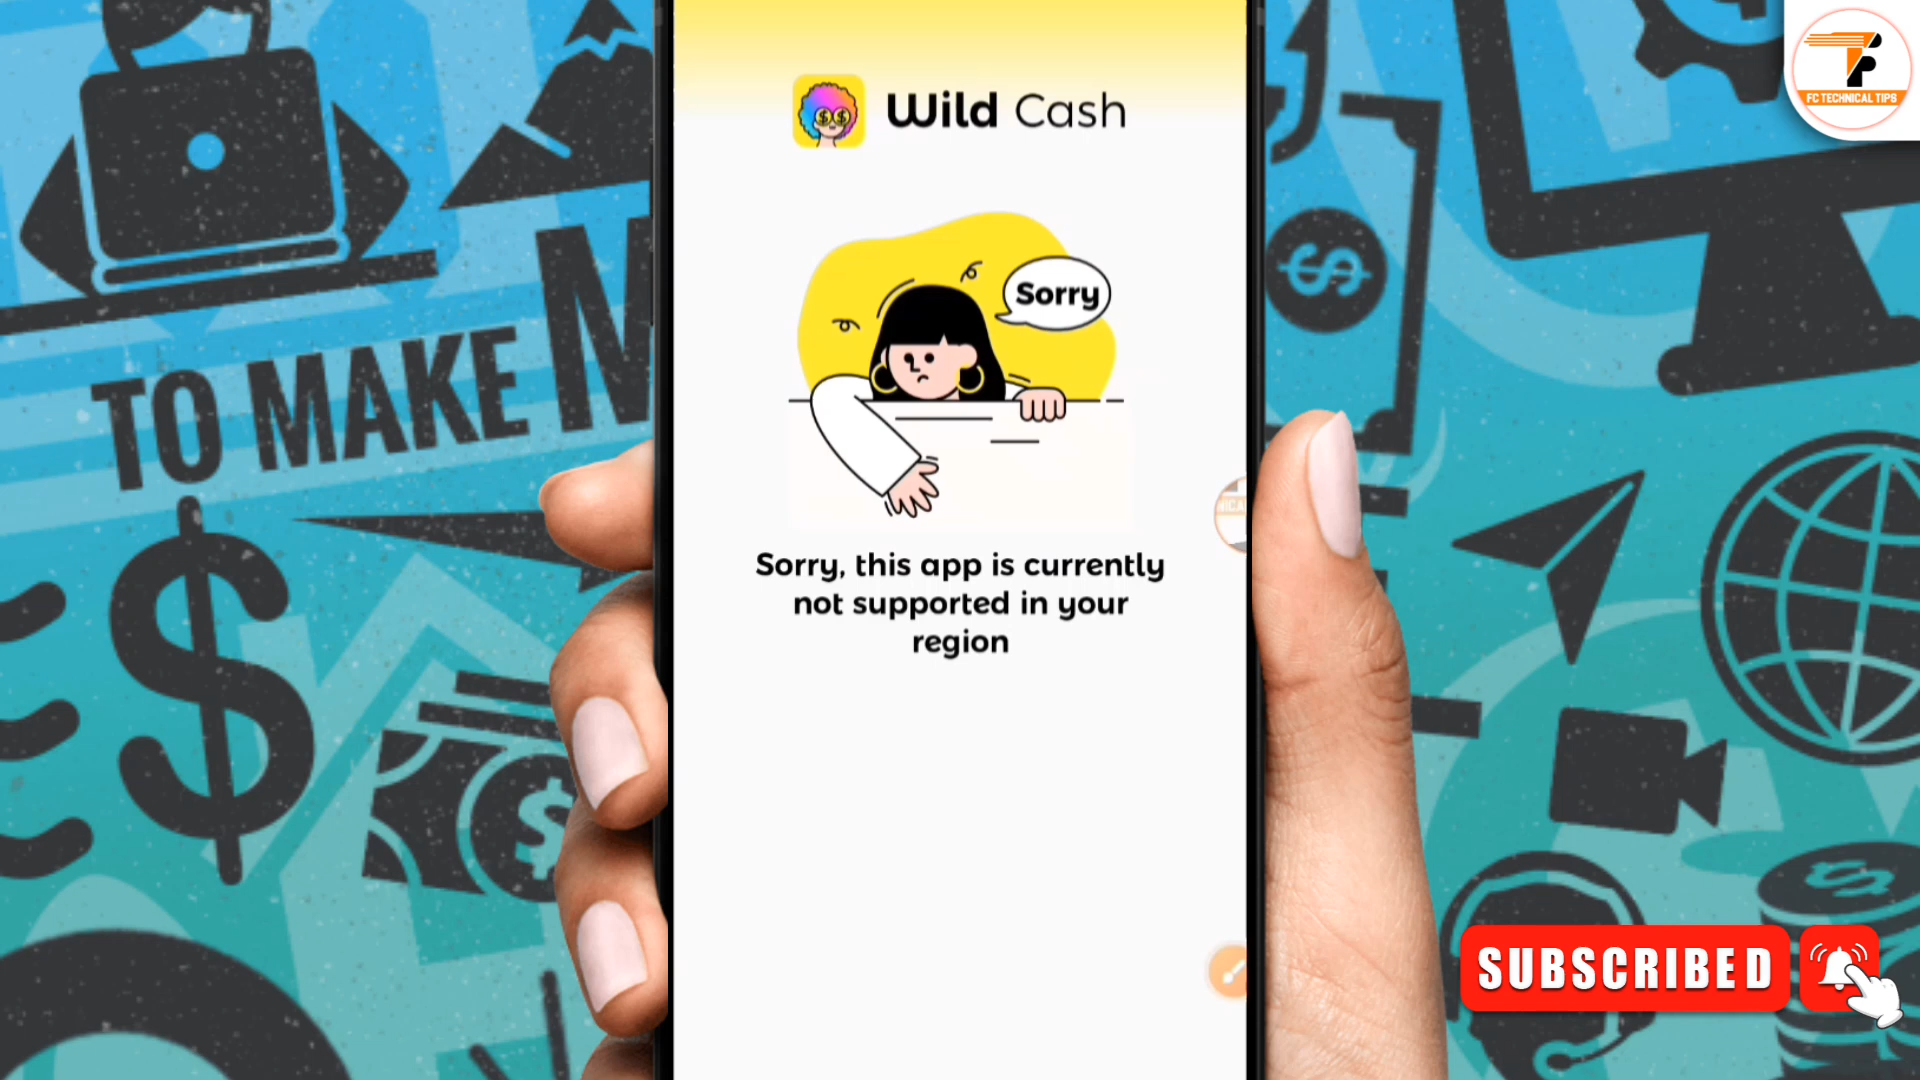 FC TECHNICAL TIPS
Wild Cash
Sorry
TO MAKE
Sorry, this app is currently
not supported in your
region
SUBSCRIBED